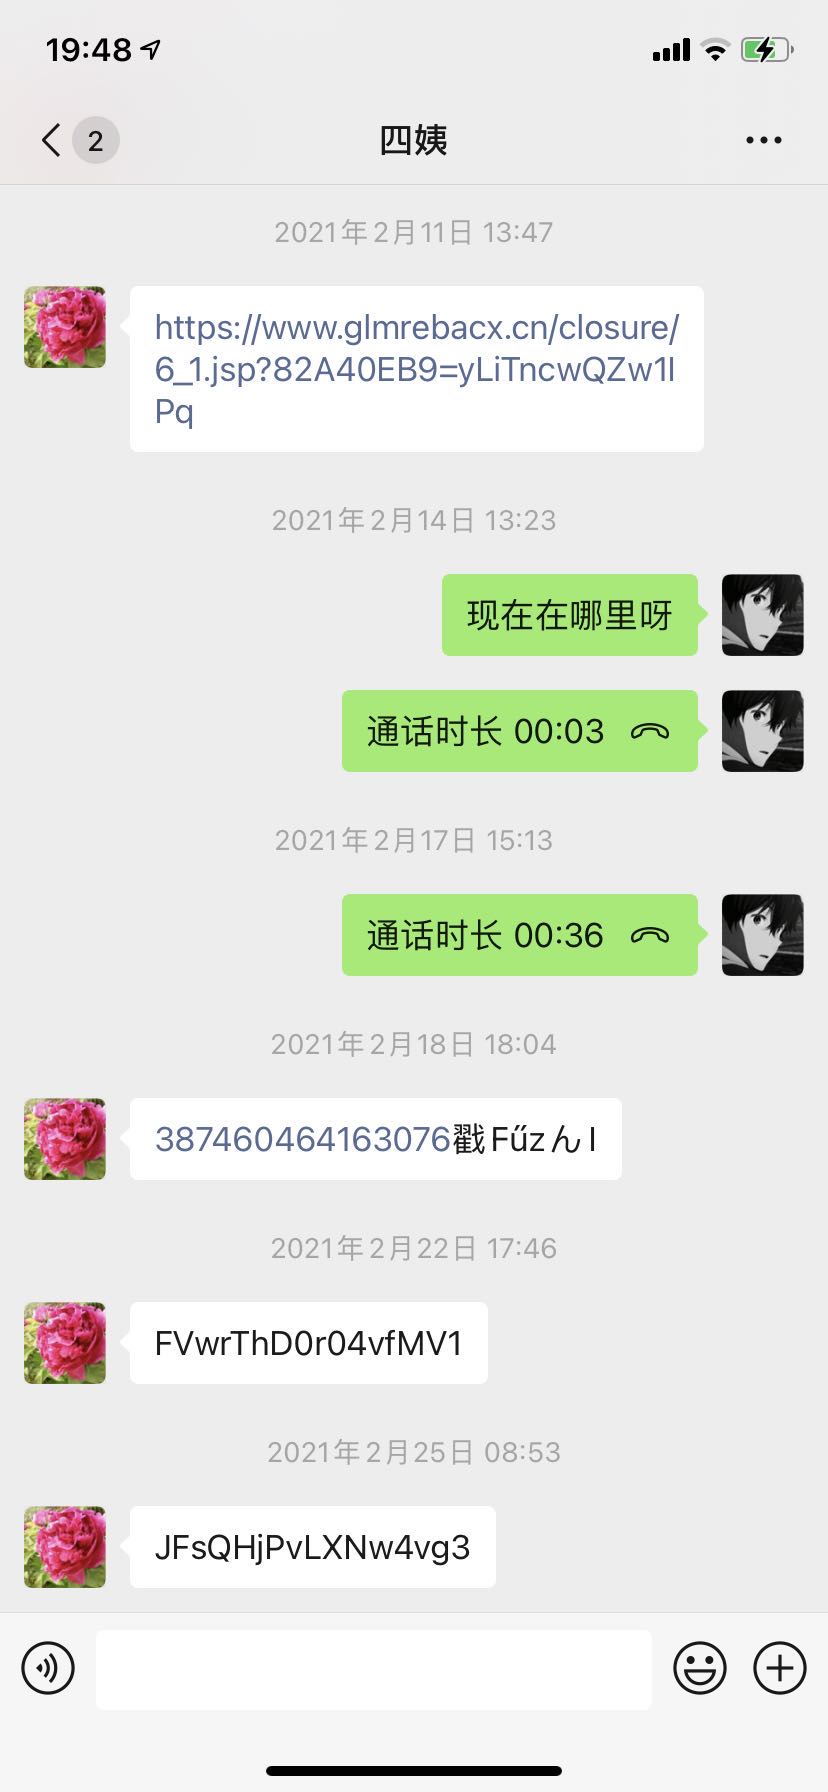 19:48
2
四姨
2021年2月11日 13:47
https://www.glmrebacx.cn/closure/
6_1.jsp?82A40EB9=yLiTncwQZw1l
Pq
2021年2月14日 13:23
现在在哪里呀
通话时长 00:03
2021年2月17日 15:13
通话时长 00:36
2021年2月18日 18:04
387460464163076戳Fűzんl
2021年2月22日 17:46
FVwrThD0r04vfMV1
2021年2月25日 08:53
JFsQHjPvLXNw4vg3